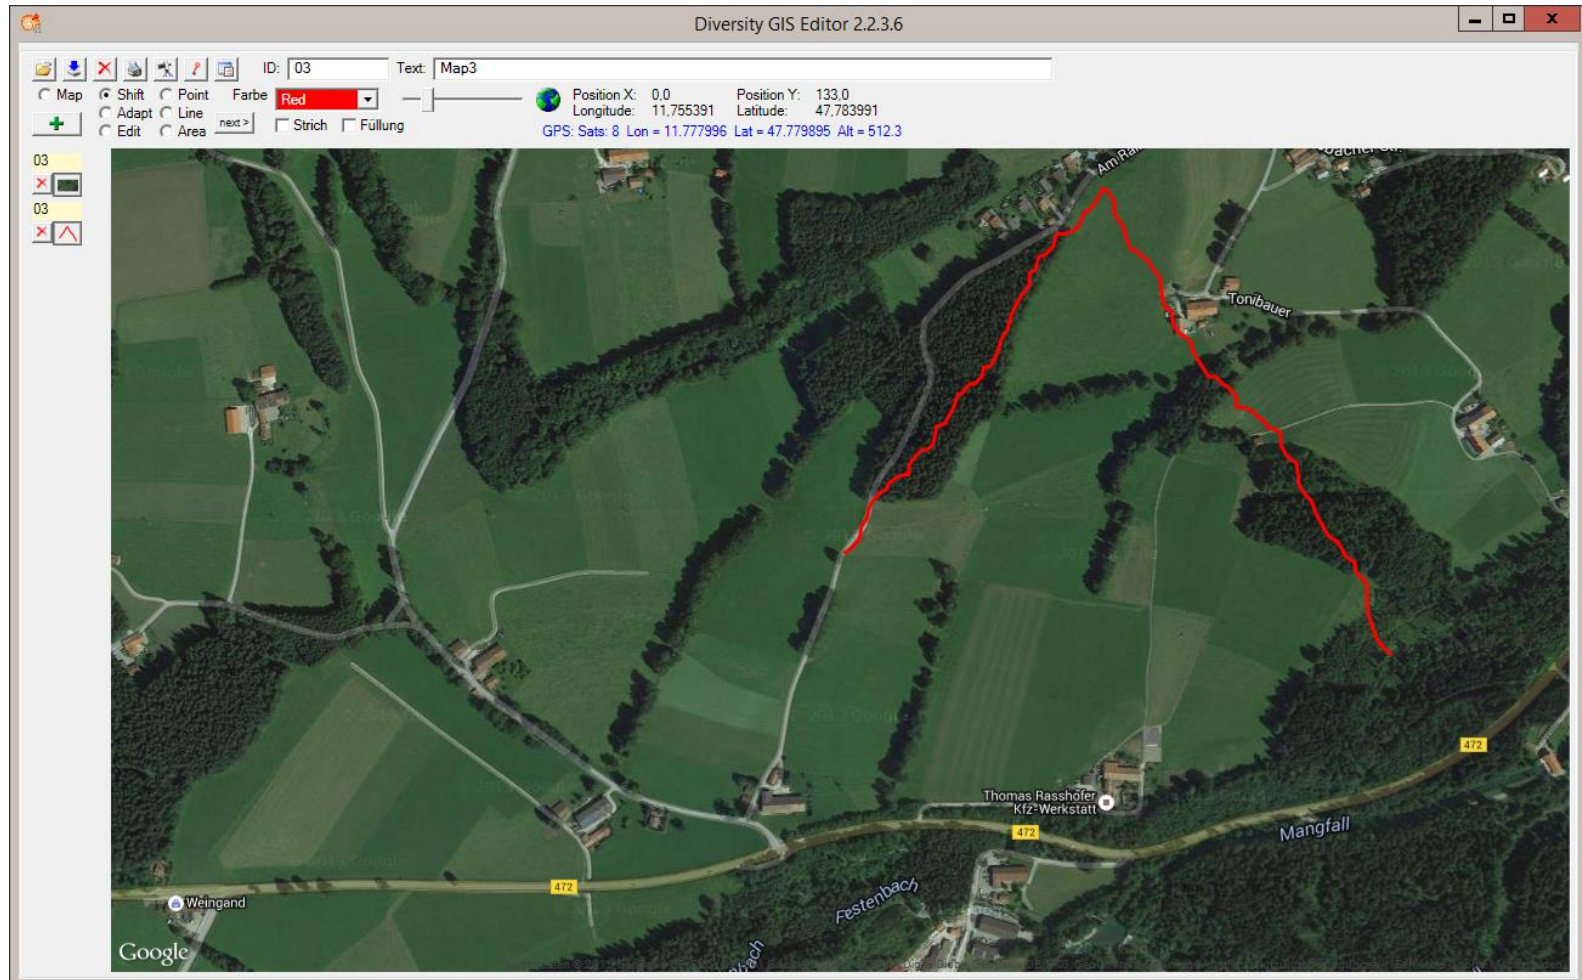 Diversity GIS Editor 2.2.3.6
ID: 03 Text: Map3
Map Shift Point Farbe Red
Adapt Line
Edit Area next > Strich Füllung
Position X: 0,0 Position Y: 133,0
Longitude: 11,755391 Latitude: 47,783991
GPS: Sats: 8 Lon = 11.777996 Lat = 47.779895 Alt = 512.3
03
03
Am
Tonibauer
472
Thomas Rasshofer
Kfz-Werkstatt
472
Mangfall
472
Festenbach
Weingand
Google